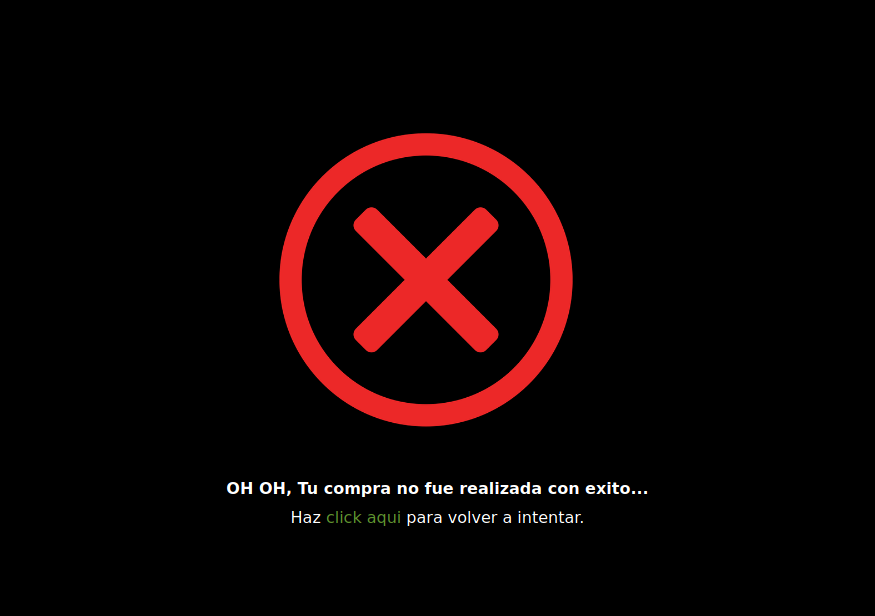 OH OH, Tu compra no fue realizada con exito...
Haz click aqui para volver a intentar.